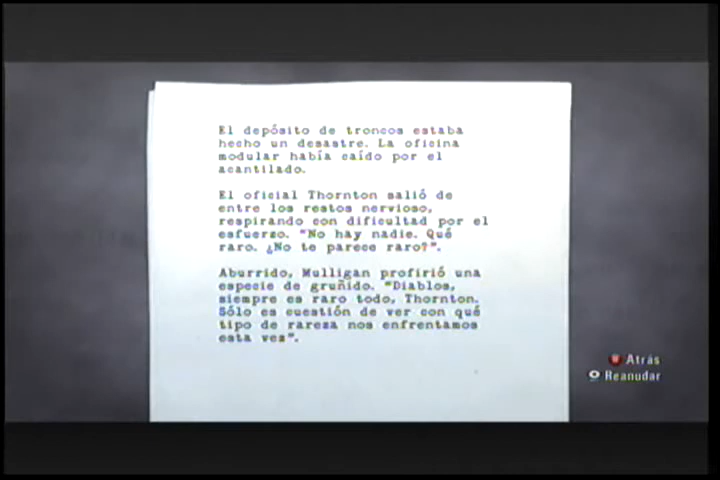 El depósito de troncos estaba
hecho un desastre. La oficina
modular había caído por el
acantilado.
El oficial Thornton salió de
entre los restos nervioso,
respirando con dificultad por el
esfuerzo. "No hay nadie. Qué
raro. ¿No te parece raro?".
Aburrido, Mulligan profirió una
especie de gruñido. "Diablos,
siempre es raro todo, Thornton.
Sólo es cuestión de ver con qué
tipo de rareza nos enfrentamos
esta vez".
Atrás
Reanudar